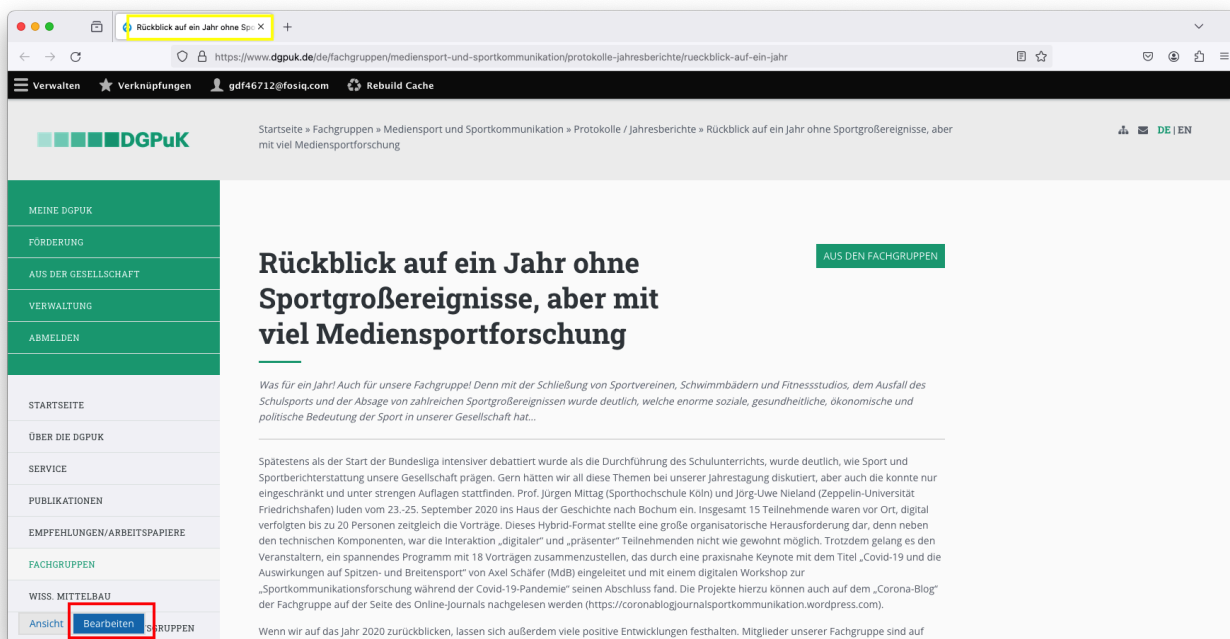 Rückblick auf ein Jahr ohne Spo
https://www.dgpuk.de/de/fachgruppen/mediensport-und-sportkommunikation/protokolle-jahresberichte/rueckblick-auf-ein-jahr
Verwalten Verknüpfungen gdf46712@fosiq.com Rebuild Cache
DGPuK
Startseite » Fachgruppen » Mediensport und Sportkommunikation » Protokolle / Jahresberichte » Rückblick auf ein Jahr ohne Sportgroßereignisse, aber
mit viel Mediensportforschung
DE | EN
MEINE DGPUK
FÖRDERUNG
AUS DER GESELLSCHAFT
VERWALTUNG
ABMELDEN
STARTSEITE
ÜBER DIE DGPUK
SERVICE
PUBLIKATIONEN
EMPFEHLUNGEN/ARBEITSPAPIERE
FACHGRUPPEN
WISS. MITTELBAU
Ansicht Bearbeiten SGRUPPEN
Rückblick auf ein Jahr ohne
Sportgroßereignisse, aber mit
viel Mediensportforschung
AUS DEN FACHGRUPPEN
Was für ein Jahr! Auch für unsere Fachgruppe! Denn mit der Schließung von Sportvereinen, Schwimmbädern und Fitnessstudios, dem Ausfall des
Schulsports und der Absage von zahlreichen Sportgroßereignissen wurde deutlich, welche enorme soziale, gesundheitliche, ökonomische und
politische Bedeutung der Sport in unserer Gesellschaft hat...
Spätestens als der Start der Bundesliga intensiver debattiert wurde als die Durchführung des Schulunterrichts, wurde deutlich, wie Sport und
Sportberichterstattung unsere Gesellschaft prägen. Gern hätten wir all diese Themen bei unserer Jahrestagung diskutiert, aber auch die konnte nur
eingeschränkt und unter strengen Auflagen stattfinden. Prof. Jürgen Mittag (Sporthochschule Köln) und Jörg-Uwe Nieland (Zeppelin-Universität
Friedrichshafen) luden vom 23.-25. September 2020 ins Haus der Geschichte nach Bochum ein. Insgesamt 15 Teilnehmende waren vor Ort, digital
verfolgten bis zu 20 Personen zeitgleich die Vorträge. Dieses Hybrid-Format stellte eine große organisatorische Herausforderung dar, denn neben
den technischen Komponenten, war die Interaktion „digitaler“ und „präsenter“ Teilnehmenden nicht wie gewohnt möglich. Trotzdem gelang es den
Veranstaltern, ein spannendes Programm mit 18 Vorträgen zusammenzustellen, das durch eine praxisnahe Keynote mit dem Titel „Covid-19 und die
Auswirkungen auf Spitzen- und Breitensport“ von Axel Schäfer (MdB) eingeleitet und mit einem digitalen Workshop zur
„Sportkommunikationsforschung während der Covid-19-Pandemie“ seinen Abschluss fand. Die Projekte hierzu können auch auf dem „Corona-Blog“
der Fachgruppe auf der Seite des Online-Journals nachgelesen werden (https://coronablogjournalsportkommunikation.wordpress.com).
Wenn wir auf das Jahr 2020 zurückblicken, lassen sich außerdem viele positive Entwicklungen festhalten. Mitglieder unserer Fachgruppe sind auf